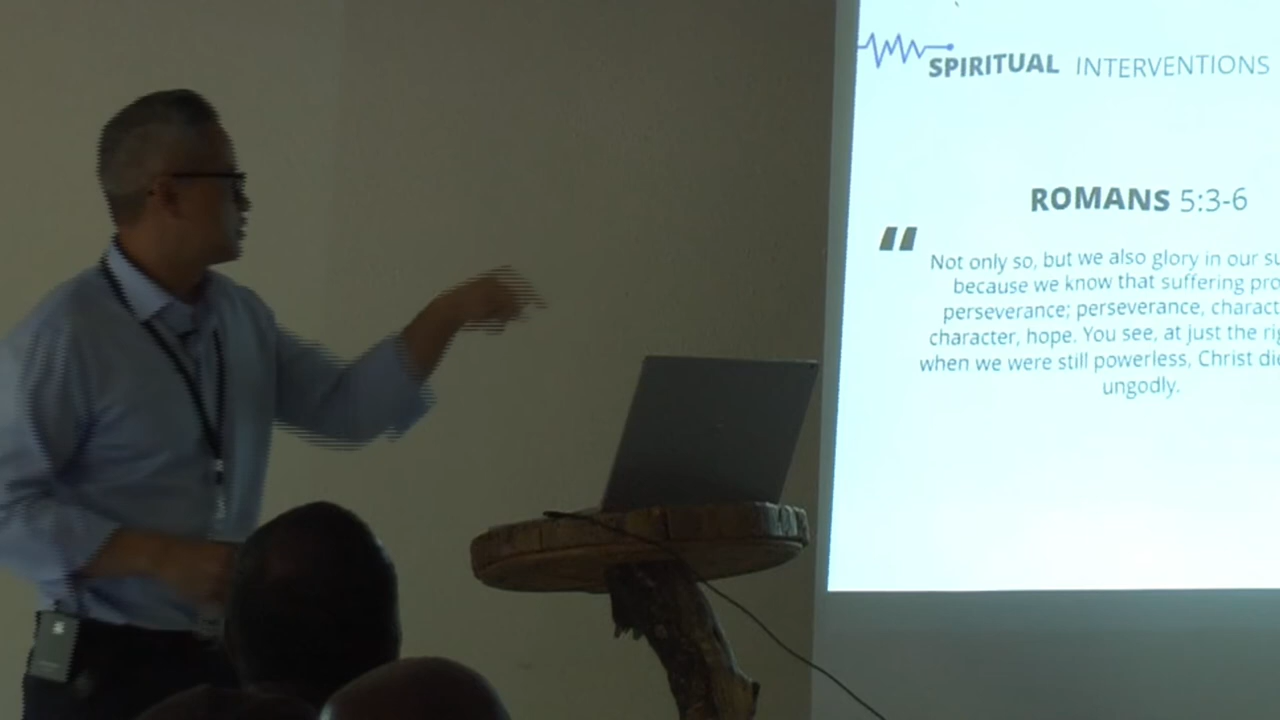 SPIRITUAL INTERVENTIONS
ROMANS 5:3-6
"
Not only so, but we also glory in our
because we know that suffering
perseverance; perseverance,
character, hope. You see, at just the
when we were still powerless, Christ
ungodly.